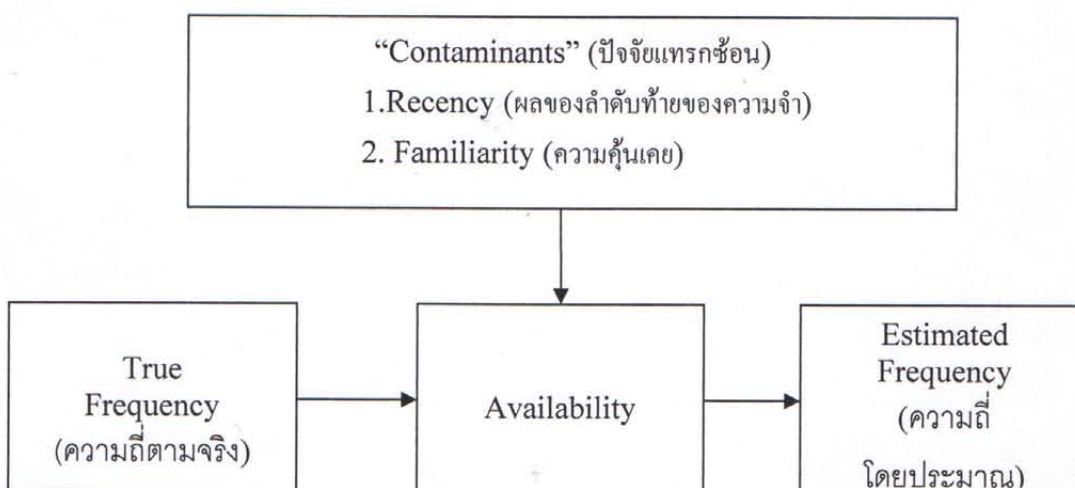 “Contaminants” (ปัจจัยแทรกซ้อน)
1.Recency (ผลของลำดับท้ายของความจำ)
2. Familiarity (ความคุ้นเคย)
True
Frequency
(ความถี่ตามจริง)
Availability
Estimated
Frequency
(ความถี่
โดยประมาณ)